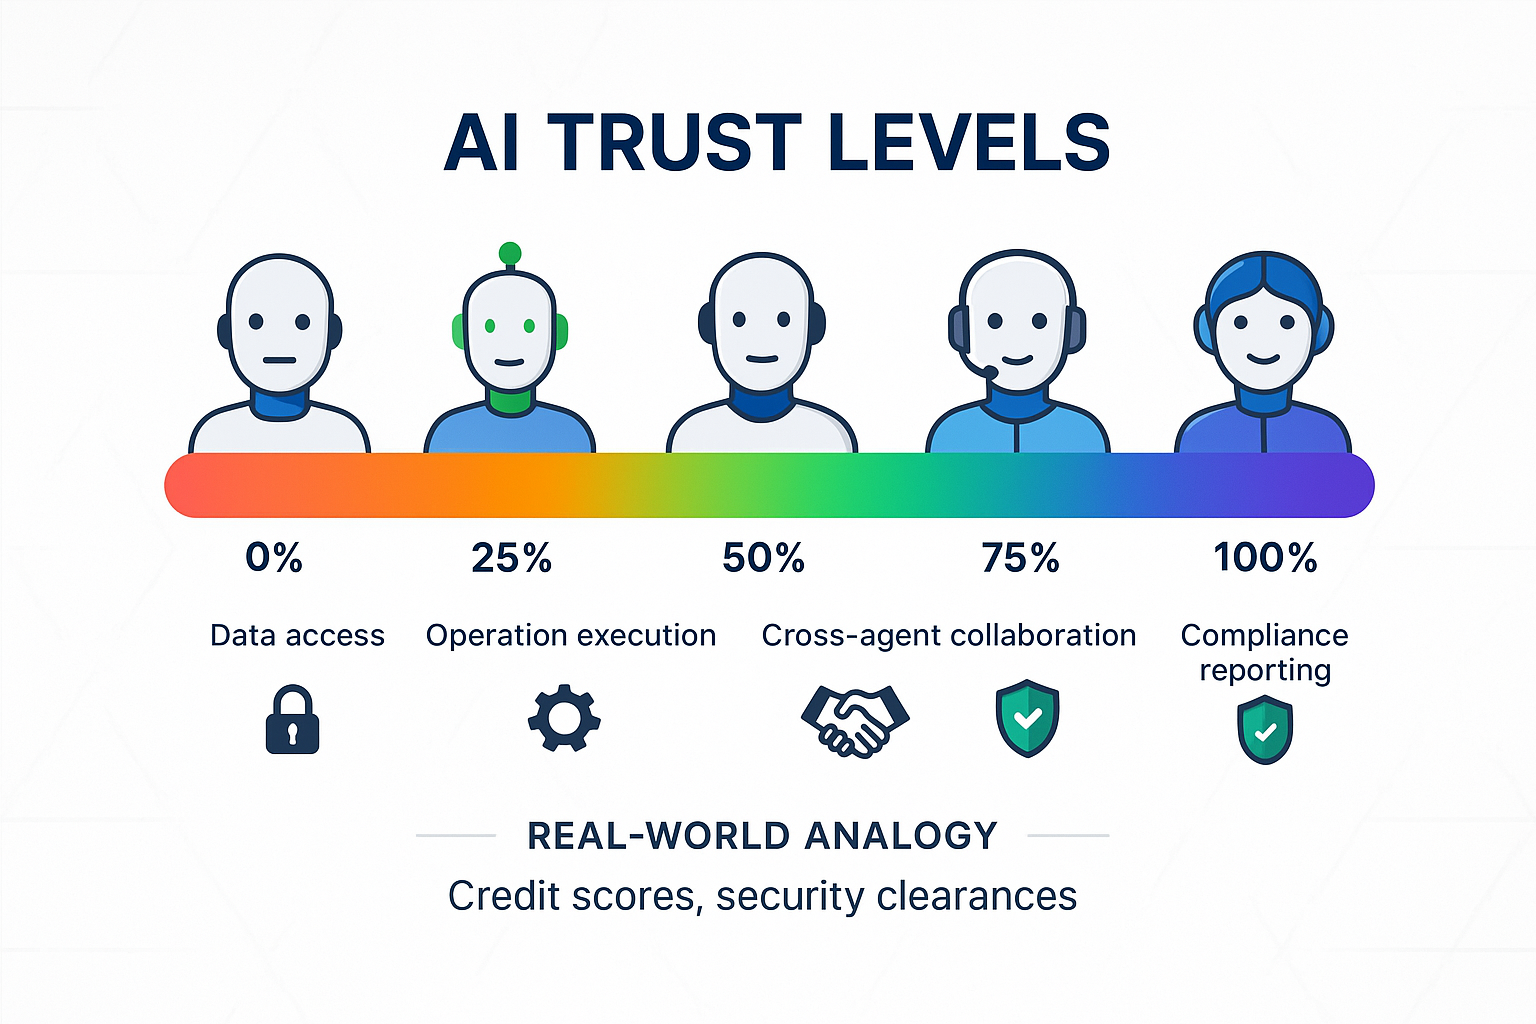 AI TRUST LEVELS
0% 25% 50% 75% 100%
Data access Operation execution Cross-agent collaboration Compliance
reporting
REAL-WORLD ANALOGY
Credit scores, security clearances